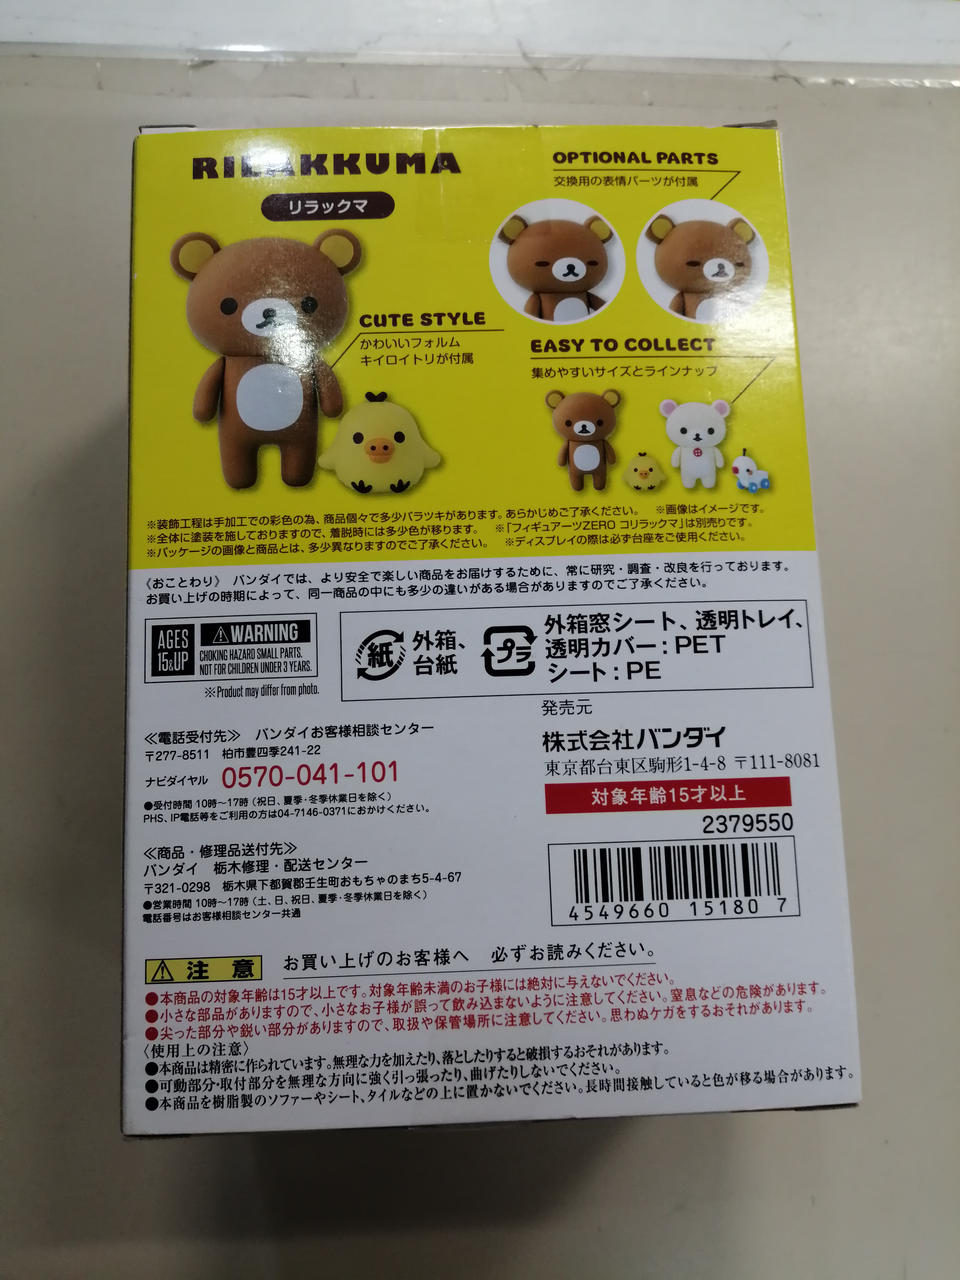 RILAKKUMA
リラックマ
CUTE STYLE
かわいいフォルム
キイロイトリが付属
OPTIONAL PARTS
交換用の表情パーツが付属
EASY TO COLLECT
集めやすいサイズとラインナップ
※装飾工程は手加工での彩色の為、商品個々で多少バラツキがあります。あらかじめご了承ください。 ※画像はイメージです。
※全体に塗装を施しておりますので、着脱時には多少色が移ります。 ※「フィギュアーツZERO コリラックマ」は別売りです。
※パッケージの画像と商品とは、多少異なりますのでご了承ください。 ※ディスプレイの際は必ず台座をご使用ください。
《おことわり》 バンダイでは、より安全で楽しい商品をお届けするために、常に研究・調査・改良を行っております。
お買い上げの時期によって、同一商品の中にも多少の違いがある場合がありますのでご了承ください。
AGES
15&UP
WARNING
CHOKING HAZARD SMALL PARTS.
NOT FOR CHILDREN UNDER 3 YEARS.
※Product may differ from photo.
紙
外箱、
台紙
プラ
外箱窓シート、透明トレイ、
透明カバー：PET
シート：PE
≪電話受付先≫ バンダイお客様相談センター
〒277-8511 柏市豊四季241-22
ナビダイヤル 0570-041-101
●受付時間 10時～17時（祝日、夏季・冬季休業日を除く）
PHS、IP電話等をご利用の方は04-7146-0371におかけください。
≪商品・修理品送付先≫
バンダイ 栃木修理・配送センター
〒321-0298 栃木県下都賀郡壬生町おもちゃのまち5-4-67
●営業時間 10時～17時（土、日、祝日、夏季・冬季休業日を除く）
電話番号はお客様相談センター共通
発売元
株式会社バンダイ
東京都台東区駒形1-4-8 〒111-8081
対象年齢15才以上
2379550
4549660 151807
注意 お買い上げのお客様へ 必ずお読みください。
●本商品の対象年齢は15才以上です。対象年齢未満のお子様には絶対に与えないでください。
●小さな部品がありますので、小さなお子様が誤って飲み込まないように注意してください。窒息などの危険があります。
●尖った部分や鋭い部分がありますので、取扱や保管場所に注意してください。思わぬケガをするおそれがあります。
〈使用上の注意〉
●本商品は精密に作られています。無理な力を加えたり、落としたりすると破損するおそれがあります。
●可動部分・取付部分を無理な方向に強く引っ張ったり、曲げたりしないでください。
●本商品を樹脂製のソファーやシート、タイルなどの上に置かないでください。長時間接触していると色が移る場合があります。